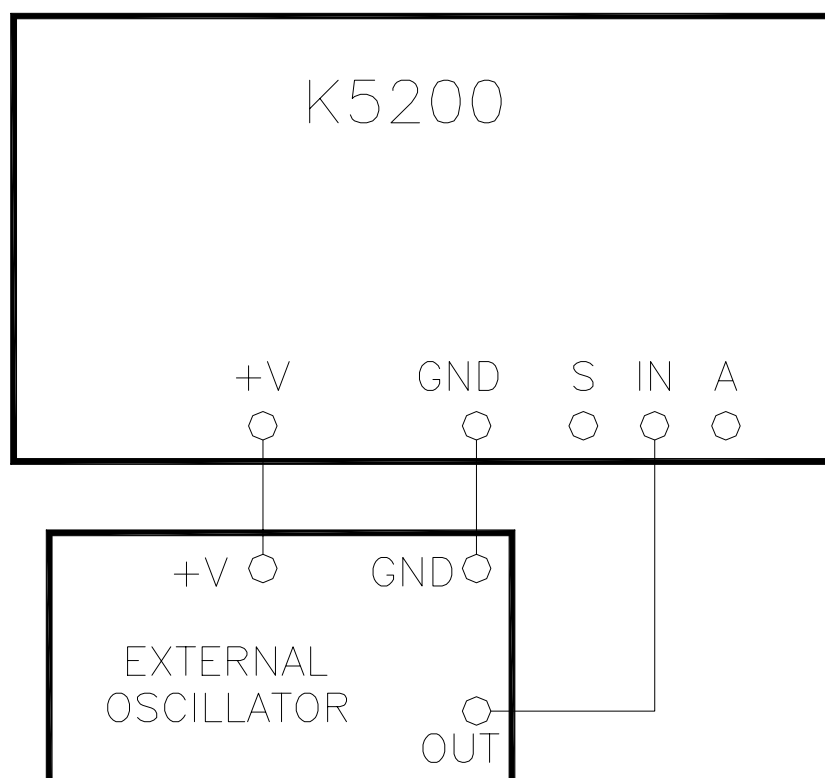 K5200
+V GND S IN A
+V GND
EXTERNAL
OSCILLATOR
OUT